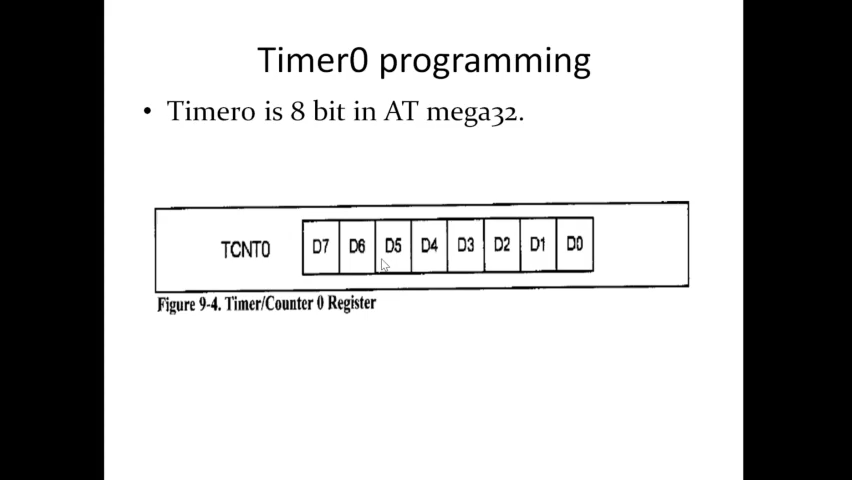 Timer0 programming
• Timer0 is 8 bit in AT mega32.
TCNT0 D7 D6 D5 D4 D3 D2 D1 D0
Figure 9-4. Timer/Counter 0 Register